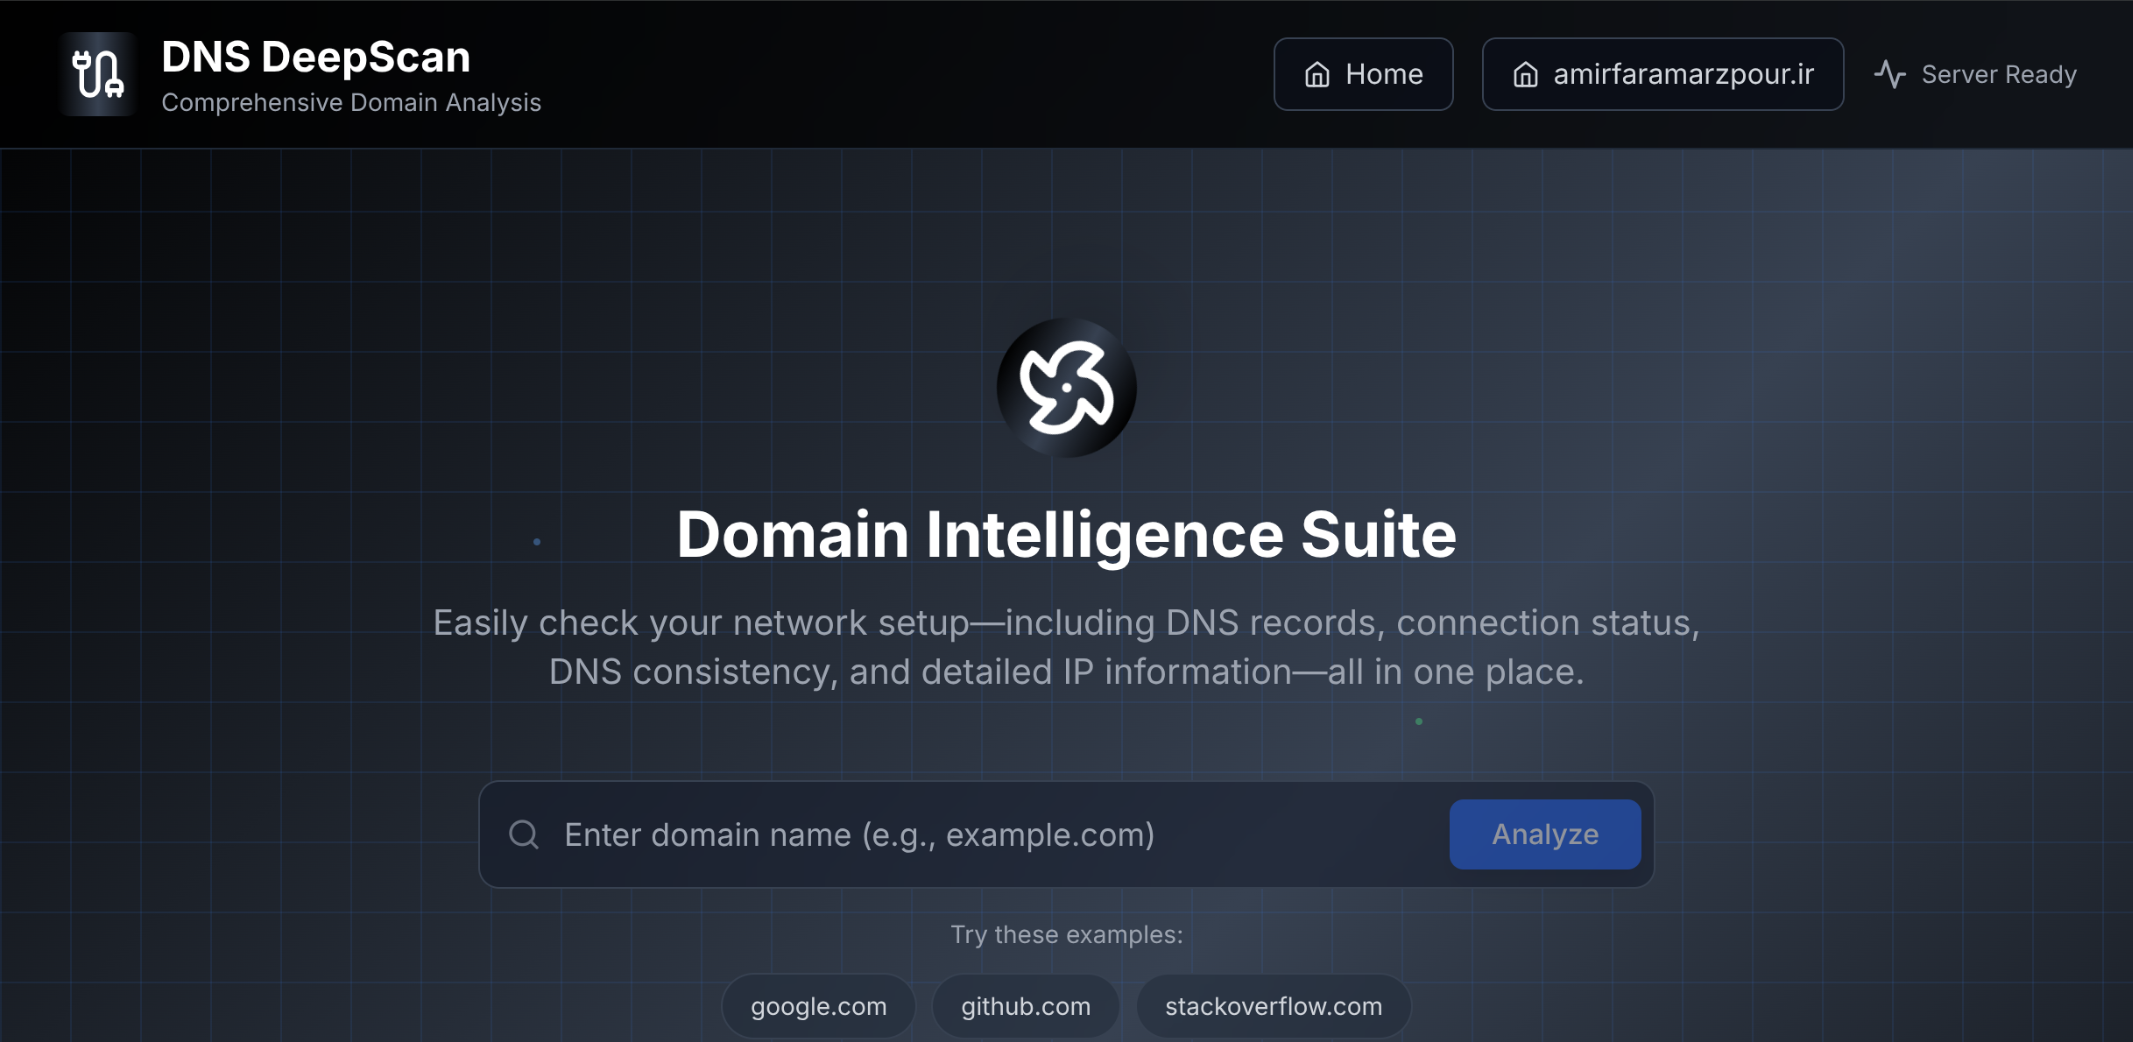 DNS DeepScan
Comprehensive Domain Analysis
Home
amirfaramarzpour.ir
Server Ready
Domain Intelligence Suite
Easily check your network setup—including DNS records, connection status,
DNS consistency, and detailed IP information—all in one place.
Enter domain name (e.g., example.com)
Analyze
Try these examples:
google.com
github.com
stackoverflow.com